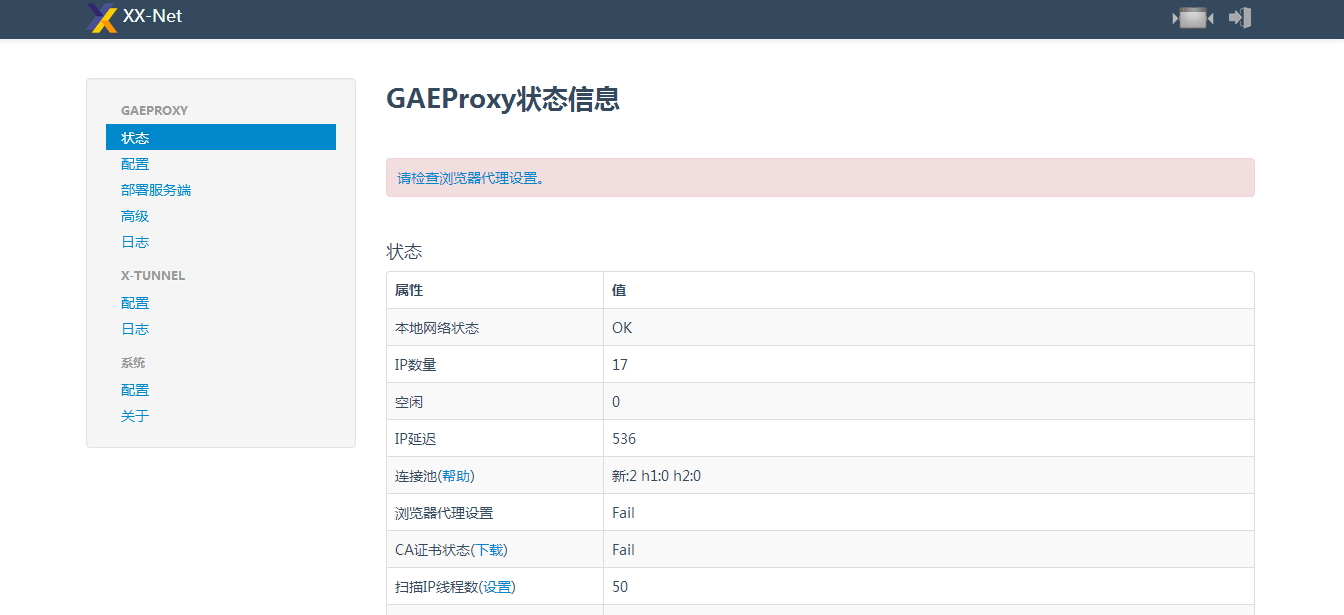 XX-Net
GAEPROXY
状态
配置
部署服务端
高级
日志
X-TUNNEL
配置
日志
系统
配置
关于
GAEProxy状态信息
请检查浏览器代理设置。
状态
属性 值
本地网络状态 OK
IP数量 17
空闲 0
IP延迟 536
连接池(帮助) 新:2 h1:0 h2:0
浏览器代理设置 Fail
CA证书状态(下载) Fail
扫描IP线程数(设置) 50